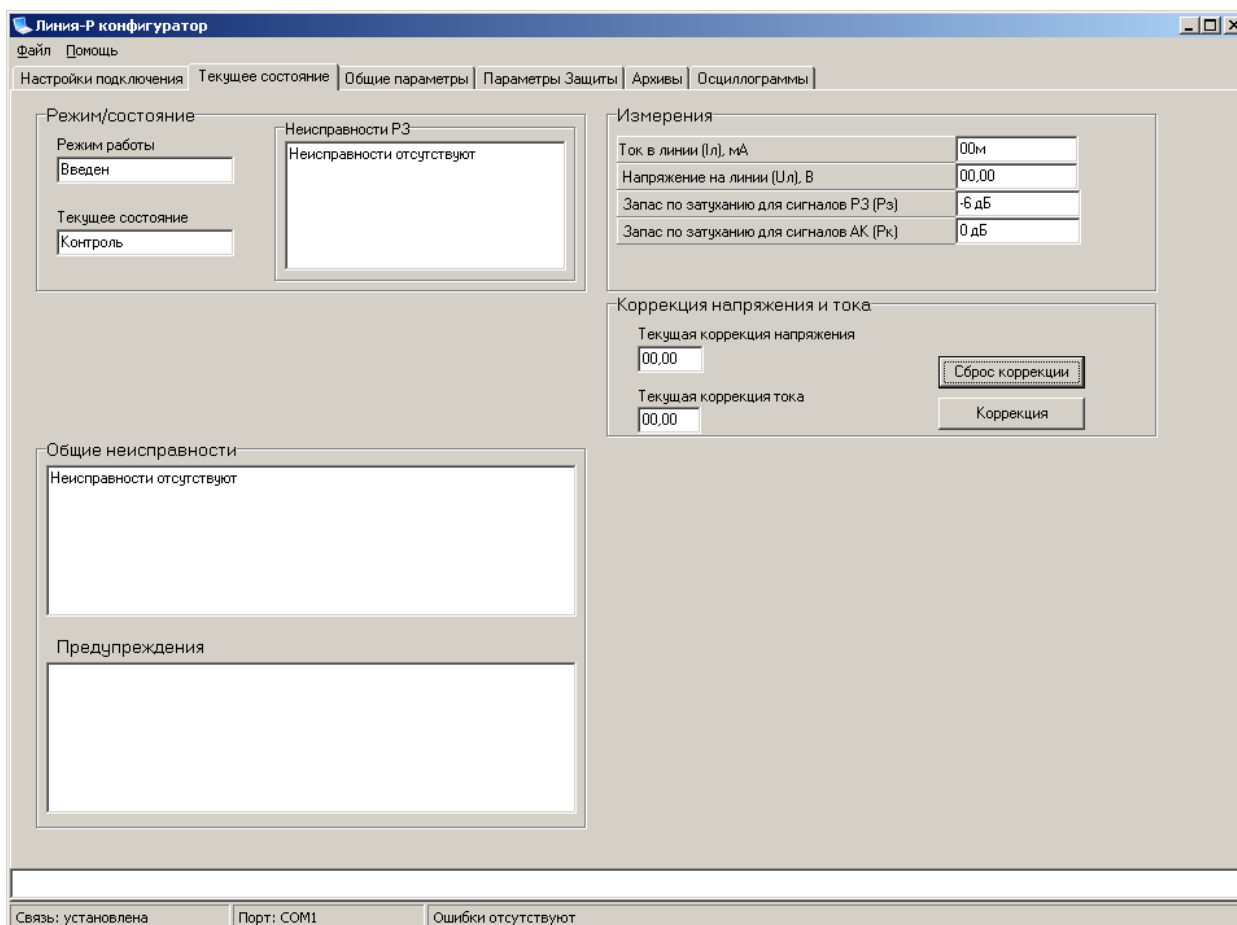 Линия-Р конфигуратор
Файл Помощь
Настройки подключения Текущее состояние Общие параметры Параметры Защиты Архивы Осциллограммы
Режим/состояние
Режим работы
Введен
Текущее состояние
Контроль
Неисправности РЗ
Неисправности отсутствуют
Измерения
Ток в линии (Iл), мА 00м
Напряжение на линии (Uл), В 00,00
Запас по затуханию для сигналов РЗ (Рз) -6 дБ
Запас по затуханию для сигналов АК (Рк) 0 дБ
Коррекция напряжения и тока
Текущая коррекция напряжения
00,00
Сброс коррекции
Текущая коррекция тока
00,00
Коррекция
Общие неисправности
Неисправности отсутствуют
Предупреждения
Связь: установлена Порт: COM1 Ошибки отсутствуют